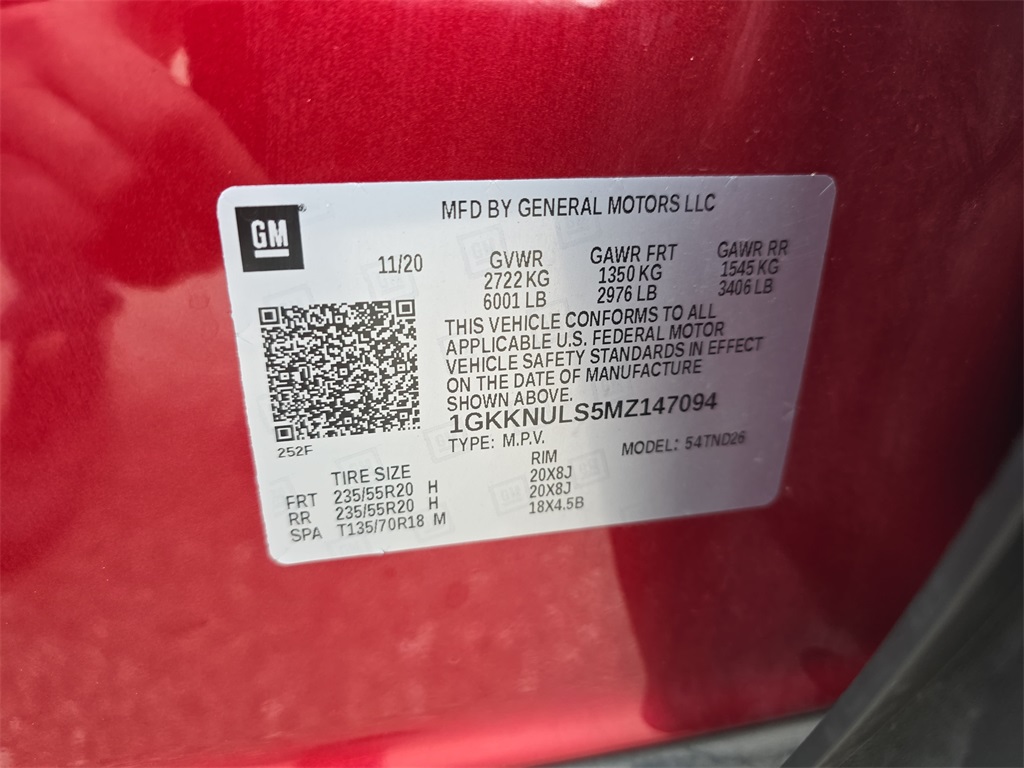 GM
MFD BY GENERAL MOTORS LLC
11/20
GVWR GAWR FRT GAWR RR
2722 KG 1350 KG 1545 KG
6001 LB 2976 LB 3406 LB
THIS VEHICLE CONFORMS TO ALL
APPLICABLE U.S. FEDERAL MOTOR
VEHICLE SAFETY STANDARDS IN EFFECT
ON THE DATE OF MANUFACTURE
SHOWN ABOVE.
1GKKNULS5MZ147094
TYPE: M.P.V. MODEL: 54TND26
252F
TIRE SIZE RIM
FRT 235/55R20 H 20X8J
RR 235/55R20 H 20X8J
SPA T135/70R18 M 18X4.5B